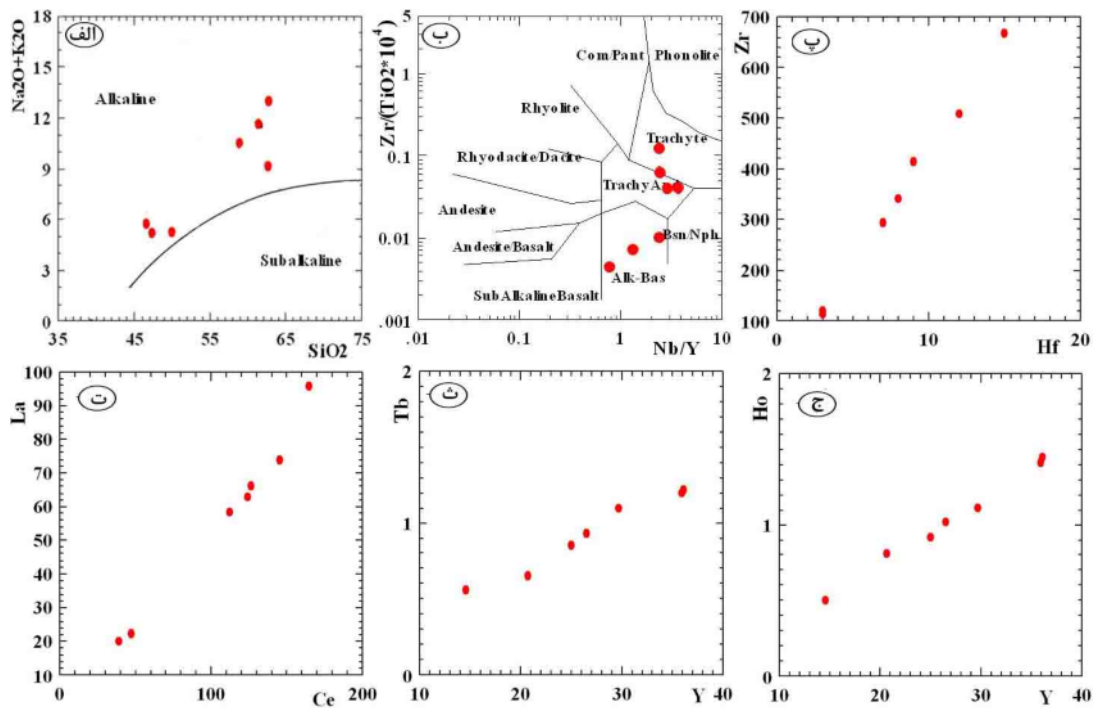 الف
Na2O+K2O
18
15
12
9
6
3
0
Alkaline
Subalkaline
35 45 55 65 75
SiO2
ب
Zr/(TiO2*10⁴)
5
1
0.1
0.01
.001
Com/Pant
Phonolite
Rhyolite
Trachyte
Rhyodacite/Dacite
TrachyAnd
Andesite
Bsn/Nph
Andesite/Basalt
Alk-Bas
SubAlkalineBasalt
.01 0.1 1 10
Nb/Y
پ
Zr
700
600
500
400
300
200
100
0 10 20
Hf
ت
La
100
90
80
70
60
50
40
30
20
10
0 100 200
Ce
ث
Tb
2
1
0
10 20 30 40
Y
ج
Ho
2
1
0
10 20 30 40
Y